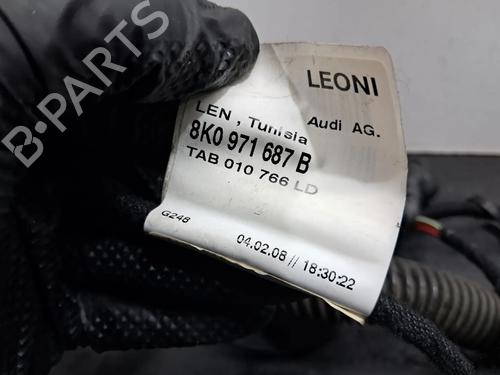 B-PARTS
LEONI
LEN , Tunisia Audi AG.
8K0 971 687 B
TAB 010 766 LD
G248
04.02.08 // 18:30:22